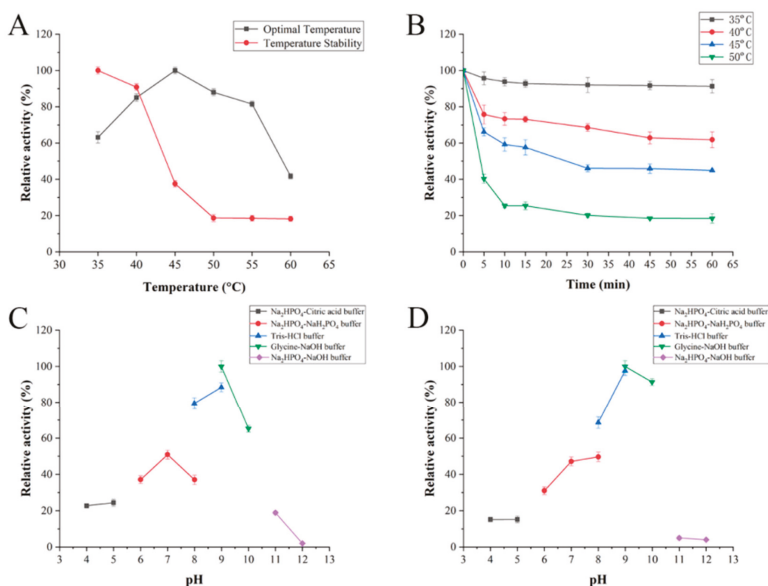 A
Optimal Temperature
Temperature Stability
120
100
80
60
40
20
0
Relative activity (%)
30 35 40 45 50 55 60 65
Temperature (°C)
B
35°C
40°C
45°C
50°C
120
100
80
60
40
20
0
Relative activity (%)
0 5 10 15 20 25 30 35 40 45 50 55 60 65
Time (min)
C
Na₂HPO₄-Citric acid buffer
Na₂HPO₄-NaH₂PO₄ buffer
Tris-HCl buffer
Glycine-NaOH buffer
Na₂HPO₄-NaOH buffer
120
100
80
60
40
20
0
Relative activity (%)
3 4 5 6 7 8 9 10 11 12 13
pH
D
Na₂HPO₄-Citric acid buffer
Na₂HPO₄-NaH₂PO₄ buffer
Tris-HCl buffer
Glycine-NaOH buffer
Na₂HPO₄-NaOH buffer
120
100
80
60
40
20
0
Relative activity (%)
3 4 5 6 7 8 9 10 11 12 13
pH